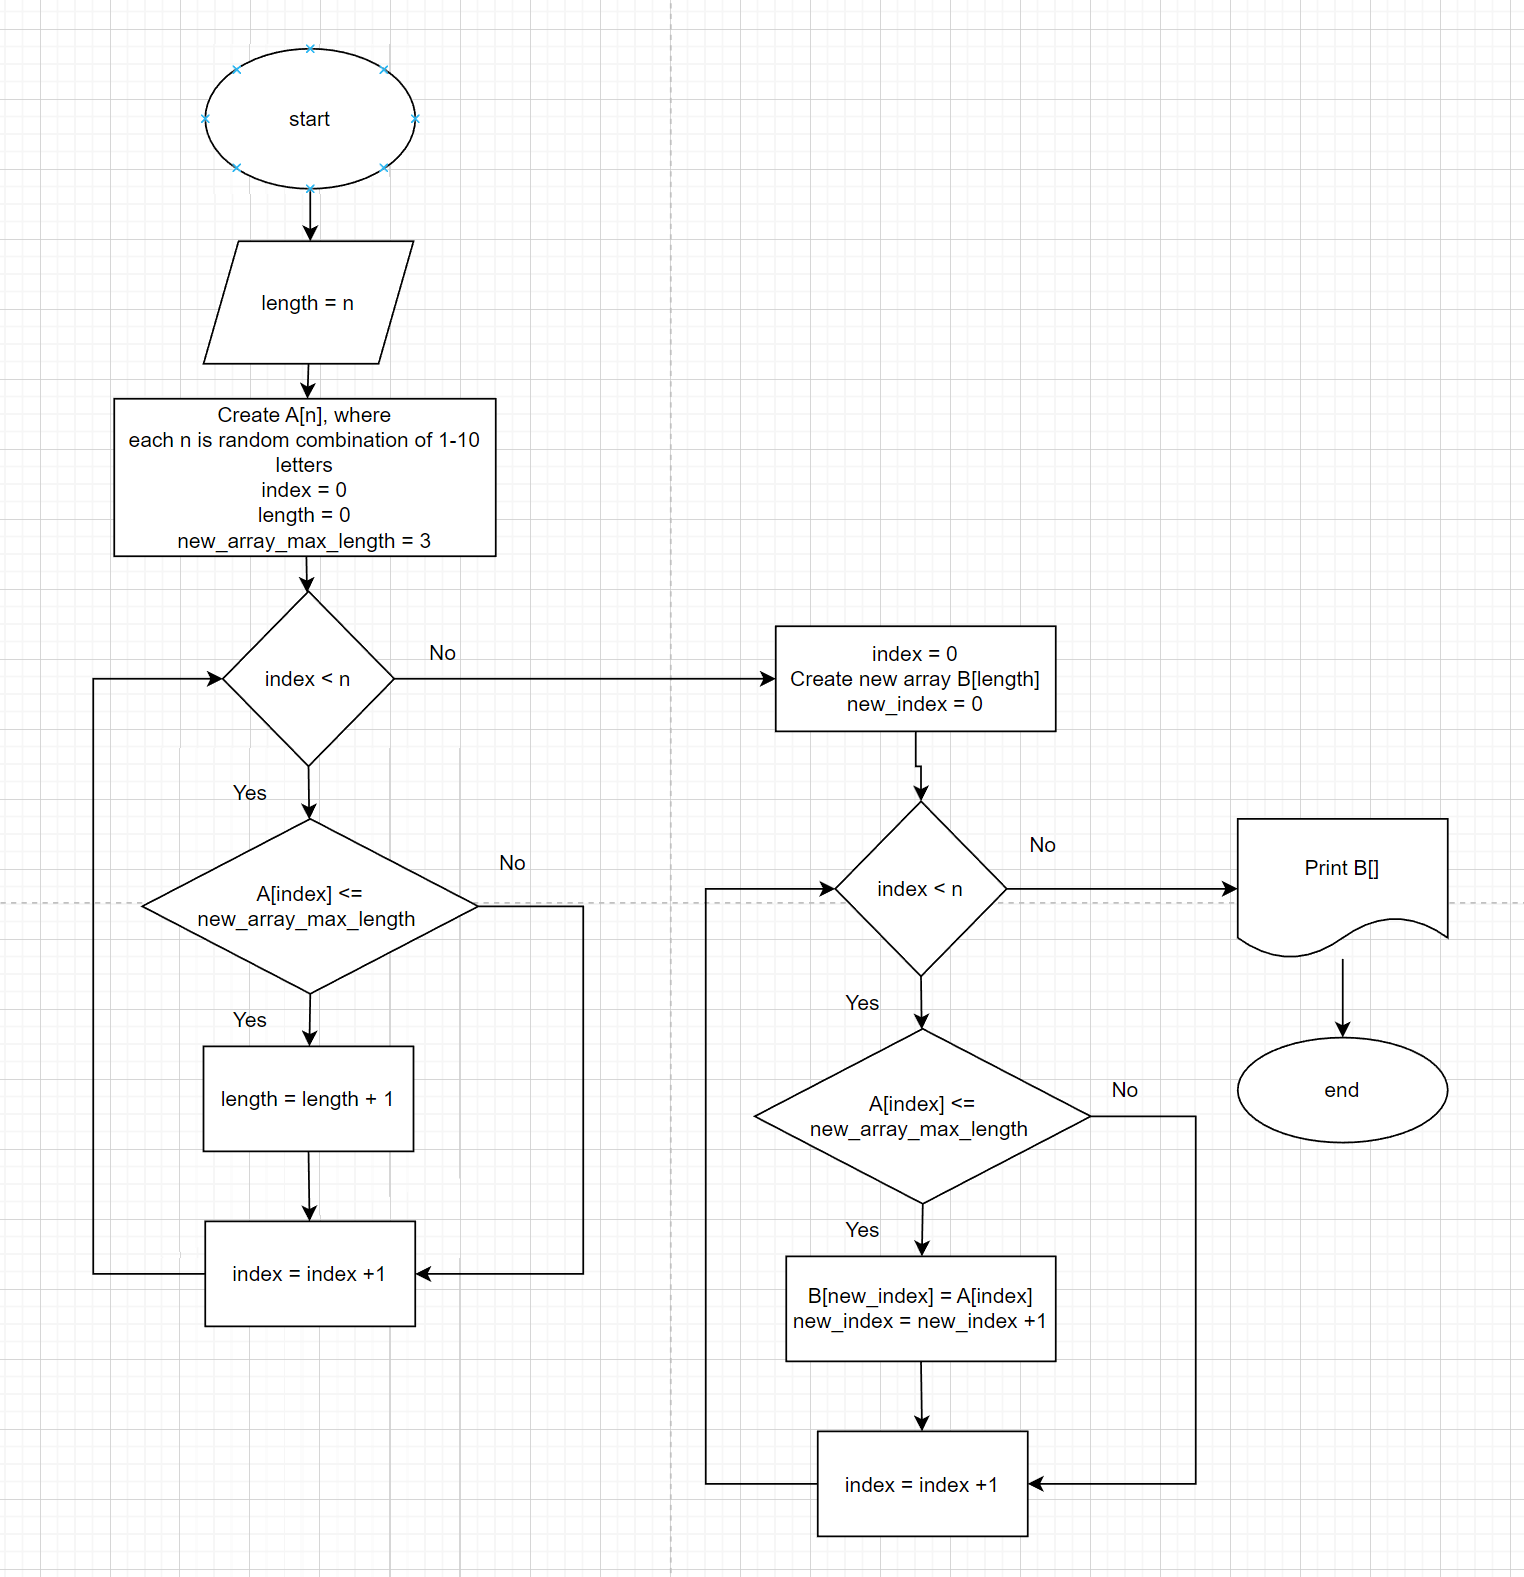 start
length = n
Create A[n], where
each n is random combination of 1-10
letters
index = 0
length = 0
new_array_max_length = 3
index < n
No
Yes
A[index] <=
new_array_max_length
No
Yes
length = length + 1
index = index +1
index = 0
Create new array B[length]
new_index = 0
index < n
No
Yes
A[index] <=
new_array_max_length
No
Yes
B[new_index] = A[index]
new_index = new_index +1
index = index +1
Print B[]
end